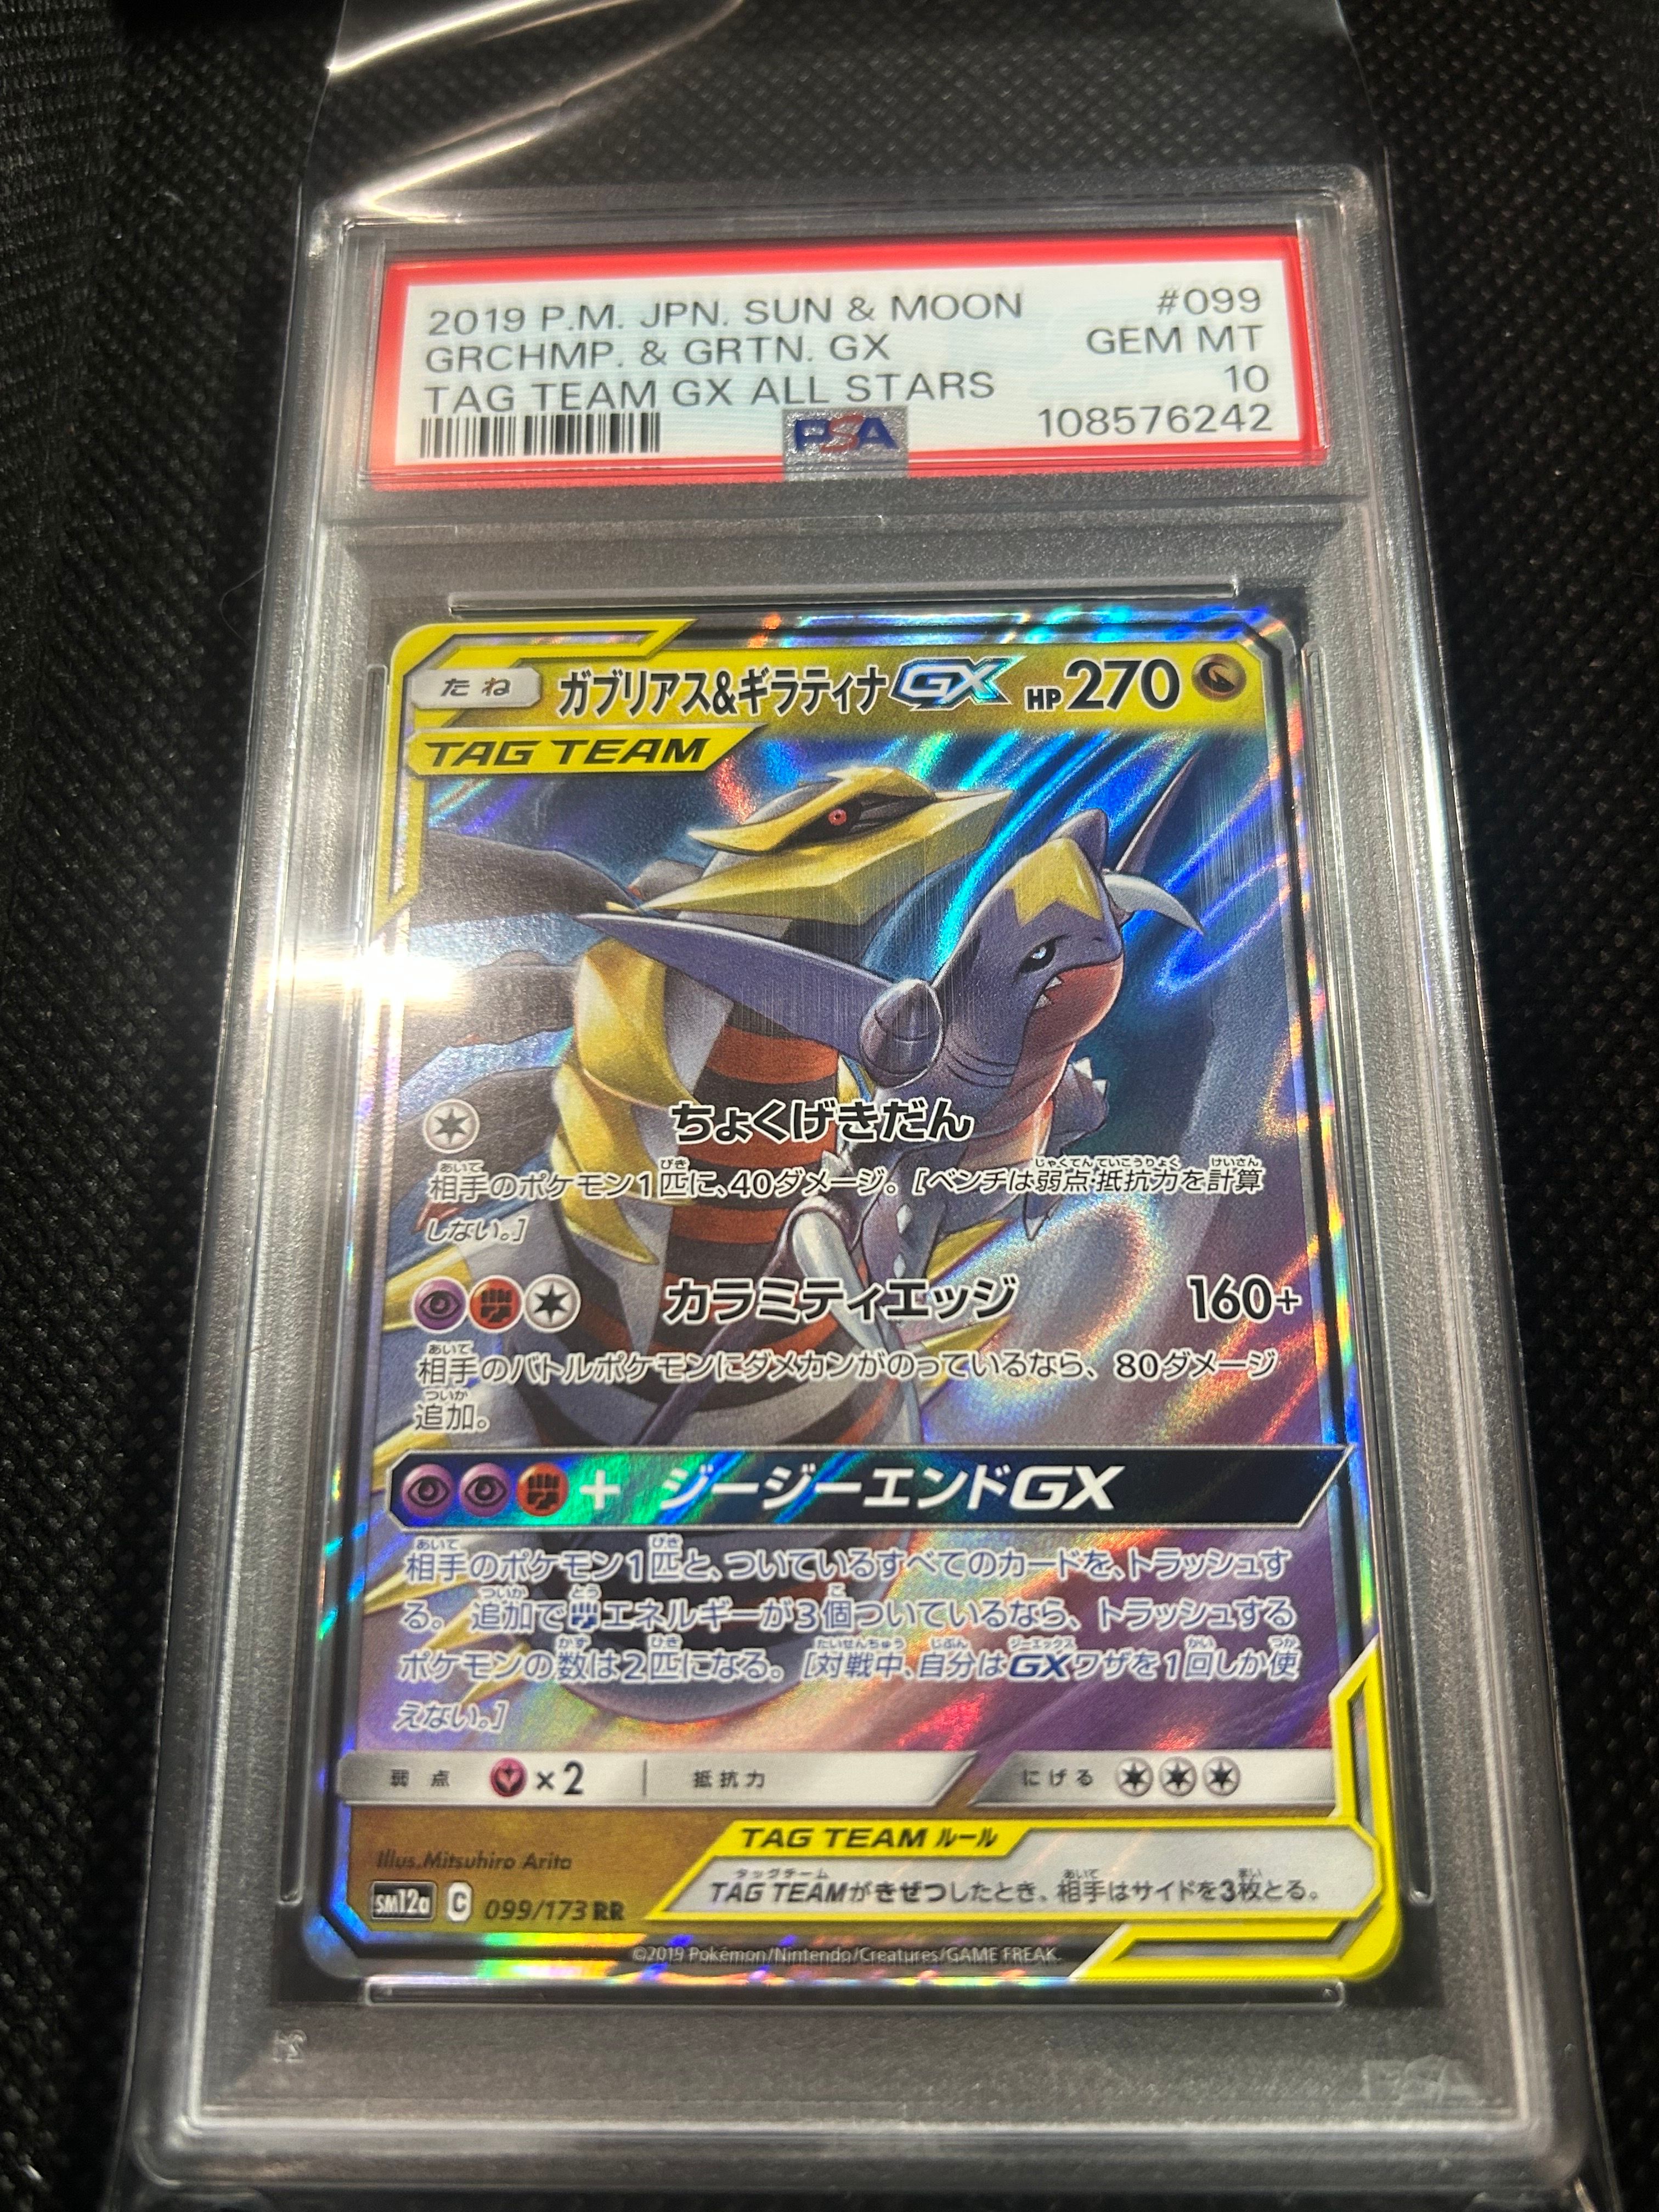 2019 P.M. JPN. SUN & MOON #099
GRCHMP. & GRTN. GX GEM MT
TAG TEAM GX ALL STARS 10
PSA 108576242
たね ガブリアス&ギラティナGX HP270
TAG TEAM
ちょくげきだん
相手のポケモン1匹に、40ダメージ。[ベンチは弱点・抵抗力を計算
しない。]
カラミティエッジ 160+
相手のバトルポケモンにダメカンがのっているなら、80ダメージ
追加。
+ ジージーエンドGX
相手のポケモン1匹と、ついているすべてのカードを、トラッシュす
る。追加でエネルギーが3個ついているなら、トラッシュする
ポケモンの数は2匹になる。[対戦中、自分はGXワザを1回しか使
えない。]
弱点 ×2 抵抗力 にげる
TAG TEAM ルール
Illus.Mitsuhiro Arita
TAG TEAMがきぜつしたとき、相手はサイドを3枚とる。
SM12a C 099/173 RR
©2019 Pokémon/Nintendo/Creatures/GAME FREAK.